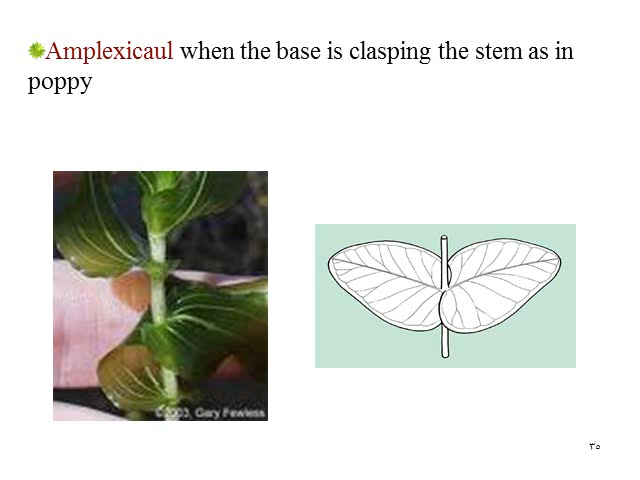 Amplexicaul when the base is clasping the stem as in
poppy
©2003, Gary Fewless
٣٥